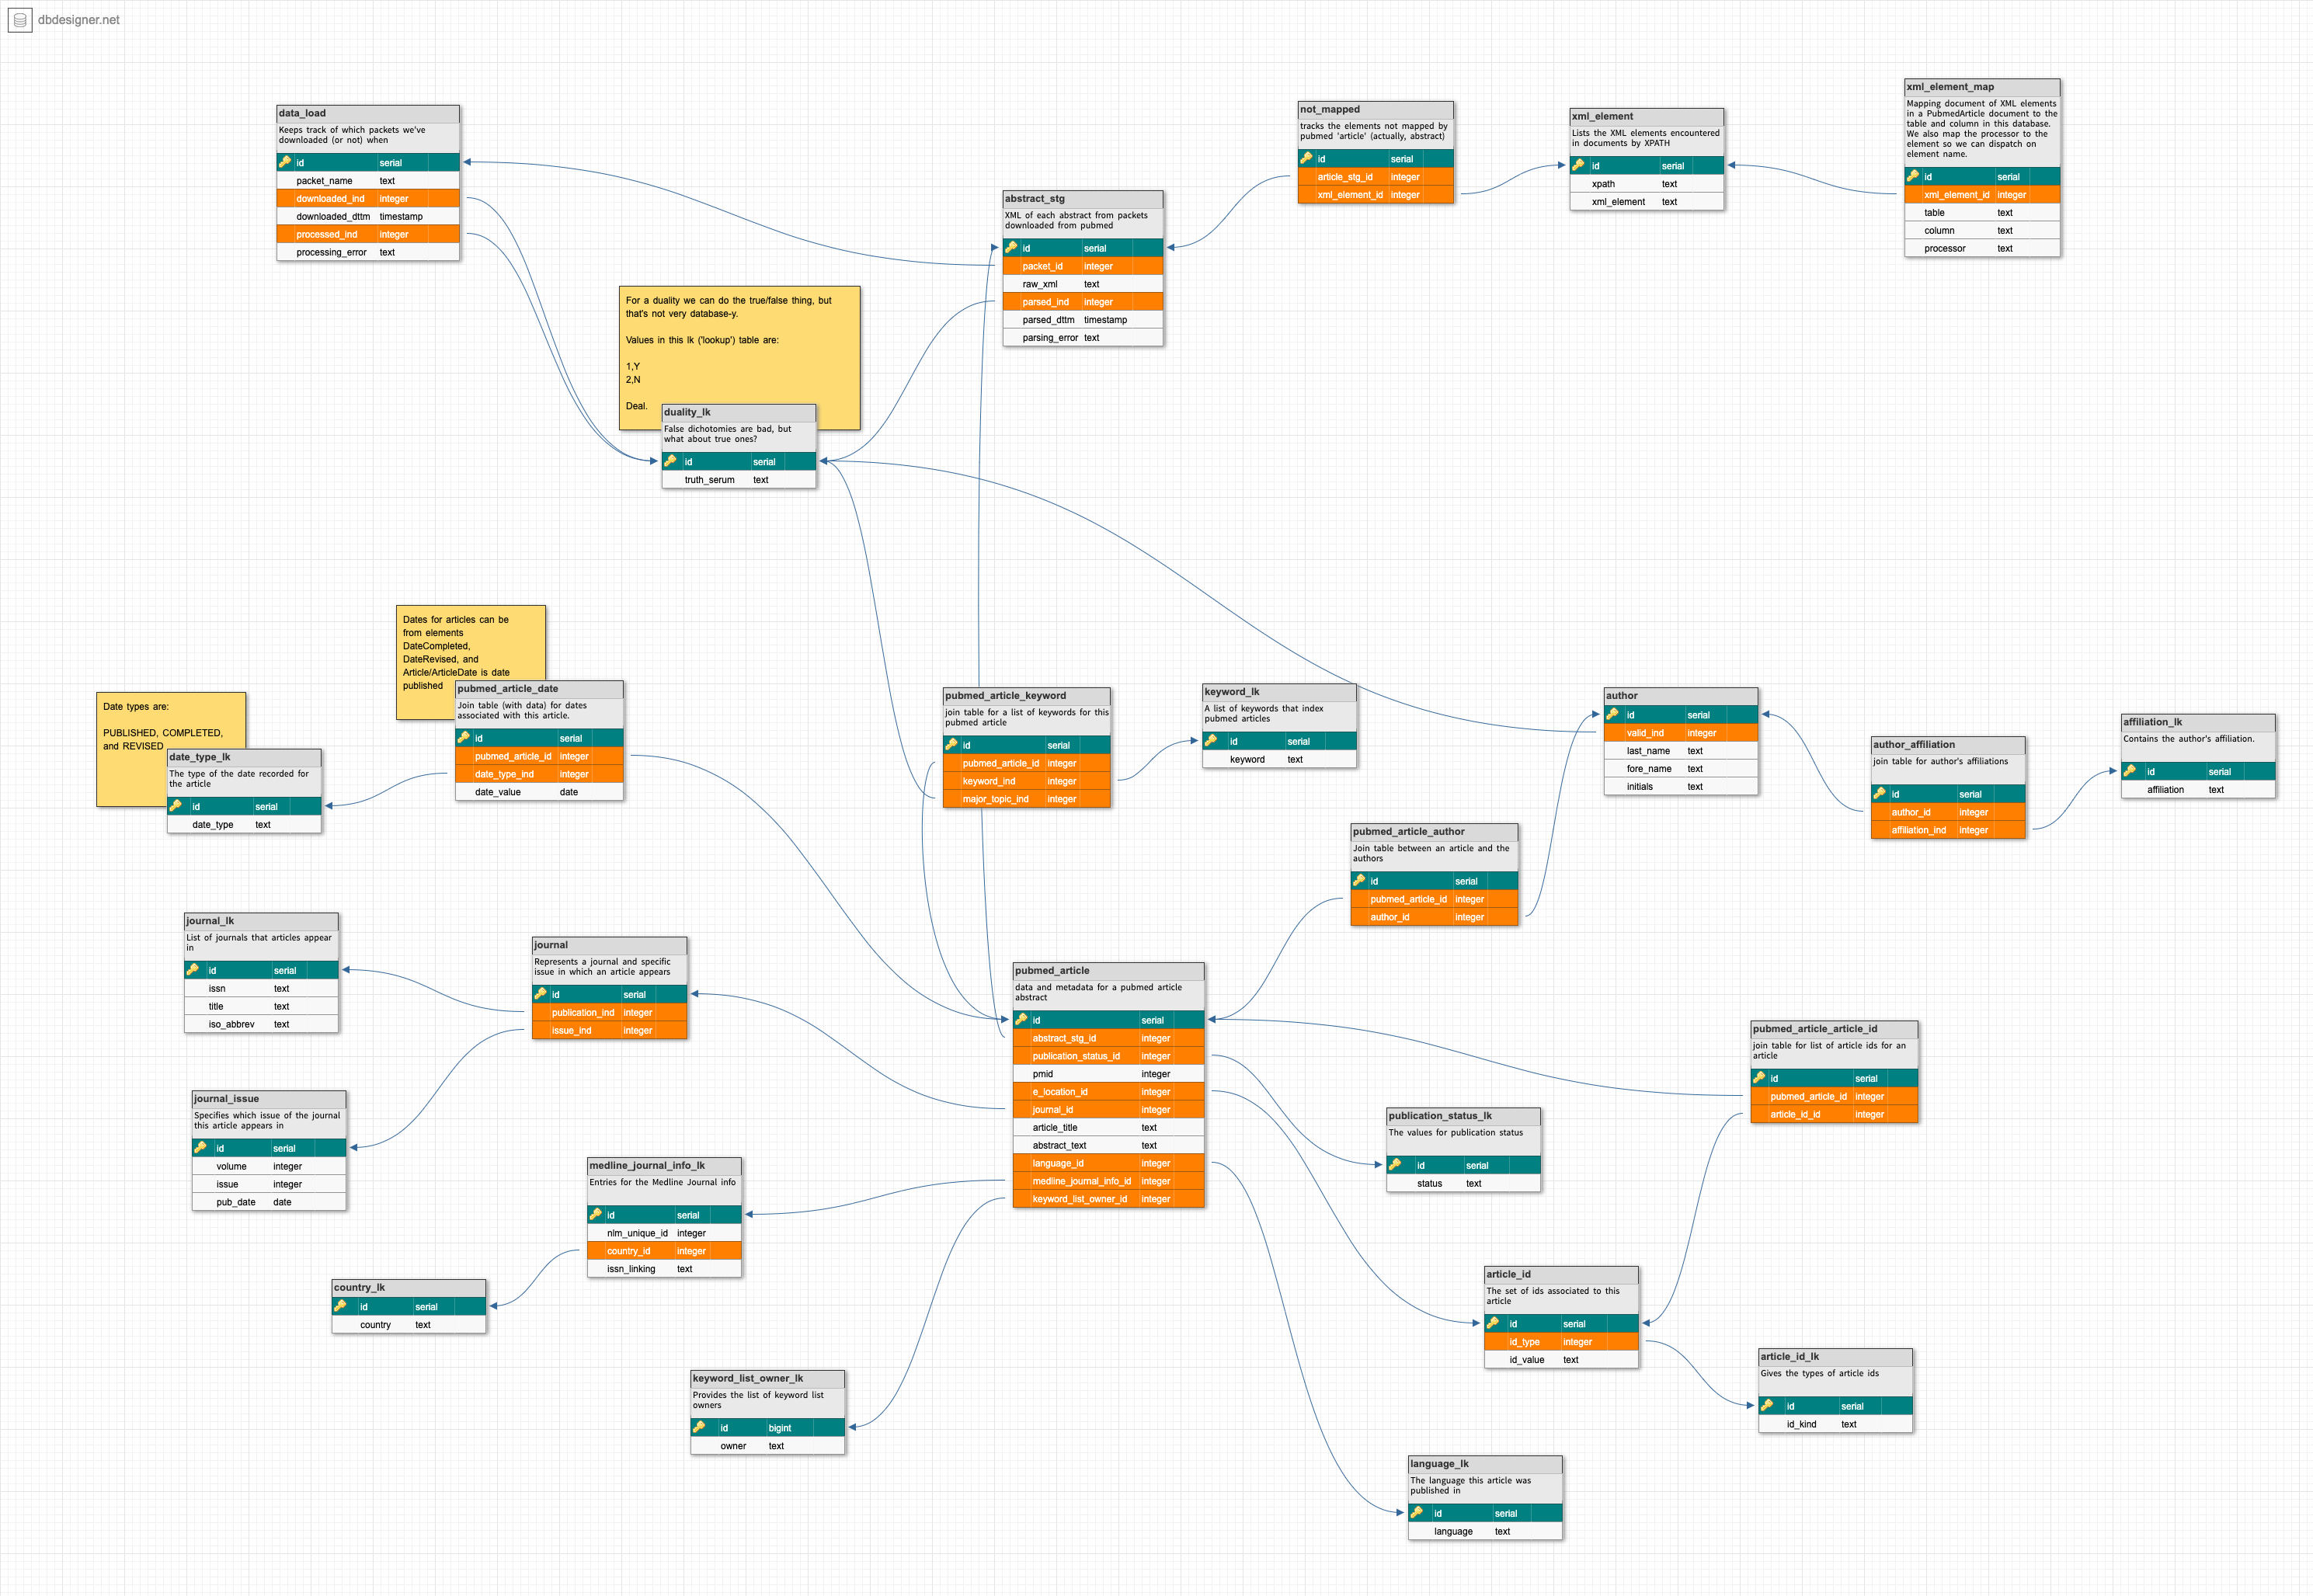 dbdesigner.net
data_load
Keeps track of which packets we've
downloaded (or not) when
id serial
packet_name text
downloaded_ind integer
downloaded_dttm timestamp
processed_ind integer
processing_error text
not_mapped
tracks the elements not mapped by
pubmed 'article' (actually, abstract)
id serial
article_stg_id integer
xml_element_id integer
xml_element
Lists the XML elements encountered
in documents by XPATH
id serial
xpath text
xml_element text
xml_element_map
Mapping document of XML elements
in a PubmedArticle document to the
table and column in this database.
We also map the processor to the
element so we can dispatch on
element name.
id serial
xml_element_id integer
table text
column text
processor text
abstract_stg
XML of each abstract from packets
downloaded from pubmed
id serial
packet_id integer
raw_xml text
parsed_ind integer
parsed_dttm timestamp
parsing_error text
For a duality we can do the true/false thing, but
that's not very database-y.
Values in this lk ('lookup') table are:
1,Y
2,N
Deal.
duality_lk
False dichotomies are bad, but
what about true ones?
id serial
truth_serum text
Dates for articles can be
from elements
DateCompleted,
DateRevised, and
Article/ArticleDate is date
published
pubmed_article_date
Join table (with data) for dates
associated with this article.
id serial
pubmed_article_id integer
date_type_ind integer
date_value date
Date types are:
PUBLISHED, COMPLETED,
and REVISED
date_type_lk
The type of the date recorded for
the article
id serial
date_type text
pubmed_article_keyword
join table for a list of keywords for this
pubmed article
id serial
pubmed_article_id integer
keyword_ind integer
major_topic_ind integer
keyword_lk
A list of keywords that index
pubmed articles
id serial
keyword text
author
id serial
valid_ind integer
last_name text
fore_name text
initials text
author_affiliation
join table for author's affiliations
id serial
author_id integer
affiliation_ind integer
affiliation_lk
Contains the author's affiliation.
id serial
affiliation text
pubmed_article_author
Join table between an article and the
authors
id serial
pubmed_article_id integer
author_id integer
journal_lk
List of journals that articles appear
in
id serial
issn text
title text
iso_abbrev text
journal
Represents a journal and specific
issue in which an article appears
id serial
publication_ind integer
issue_ind integer
pubmed_article
data and metadata for a pubmed article
abstract
id serial
abstract_stg_id integer
publication_status_id integer
pmid integer
e_location_id integer
journal_id integer
article_title text
abstract_text text
language_id integer
medline_journal_info_id integer
keyword_list_owner_id integer
pubmed_article_article_id
join table for list of article ids for an
article
id serial
pubmed_article_id integer
article_id_id integer
journal_issue
Specifies which issue of the journal
this article appears in
id serial
volume integer
issue integer
pub_date date
publication_status_lk
The values for publication status
id serial
status text
medline_journal_info_lk
Entries for the Medline Journal info
id serial
nlm_unique_id integer
country_id integer
issn_linking text
country_lk
id serial
country text
article_id
The set of ids associated to this
article
id serial
id_type integer
id_value text
article_id_lk
Gives the types of article ids
id serial
id_kind text
keyword_list_owner_lk
Provides the list of keyword list
owners
id bigint
owner text
language_lk
The language this article was
published in
id serial
language text